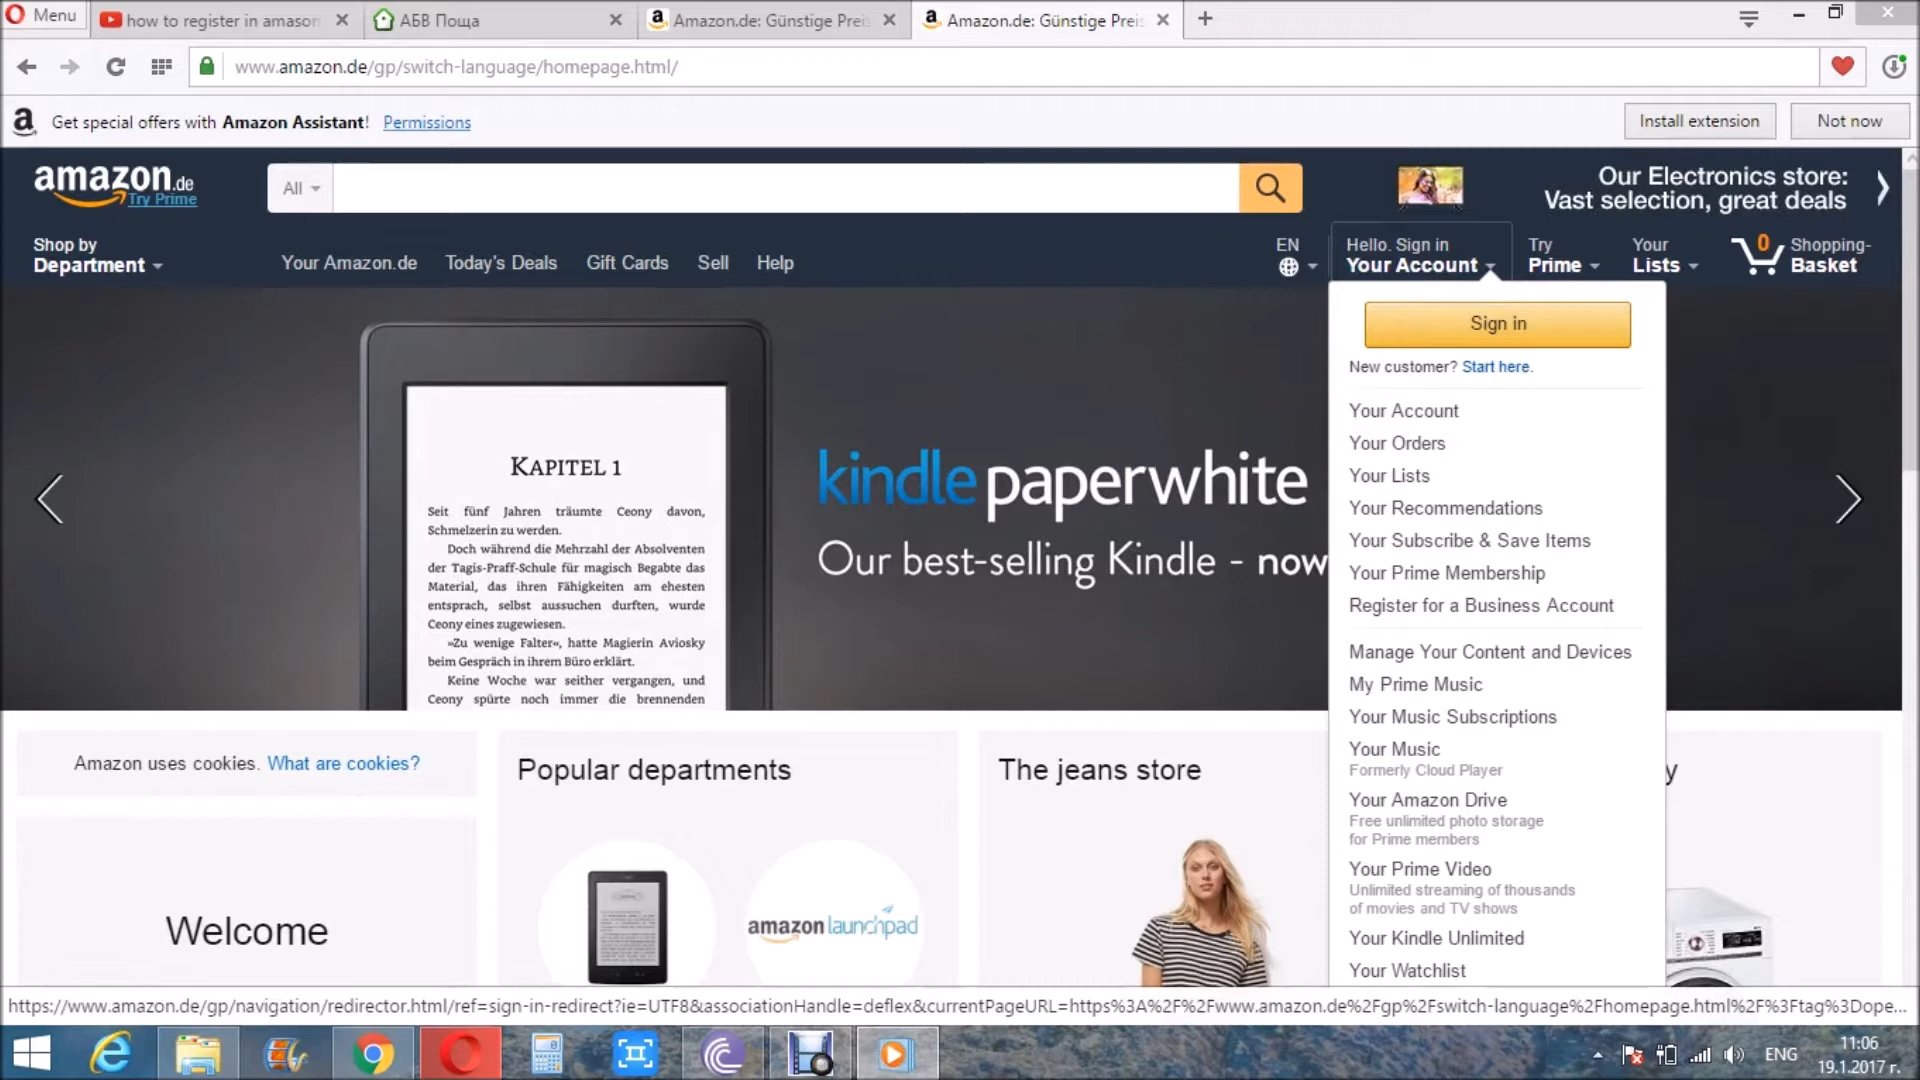 Menu
how to register in amason
АБВ Поща
Amazon.de: Günstige Preis
Amazon.de: Günstige Preis
www.amazon.de/gp/switch-language/homepage.html/
Get special offers with Amazon Assistant! Permissions
Install extension
Not now
amazon.de
Try Prime
All
Our Electronics store:
Vast selection, great deals
Shop by
Department
Your Amazon.de
Today's Deals
Gift Cards
Sell
Help
EN
Hello. Sign in
Your Account
Try
Prime
Your
Lists
0
Shopping-
Basket
Sign in
New customer? Start here.
Your Account
Your Orders
Your Lists
Your Recommendations
Your Subscribe & Save Items
Your Prime Membership
Register for a Business Account
Manage Your Content and Devices
My Prime Music
Your Music Subscriptions
Your Music
Formerly Cloud Player
Your Amazon Drive
Free unlimited photo storage
for Prime members
Your Prime Video
Unlimited streaming of thousands
of movies and TV shows
Your Kindle Unlimited
Your Watchlist
KAPITEL 1
Seit fünf Jahren träumte Ceony davon,
Schmelzerin zu werden.
Doch während die Mehrzahl der Absolventen
der Tagis-Praff-Schule für magisch Begabte das
Material, das ihren Fähigkeiten am ehesten
entsprach, selbst aussuchen durften, wurde
Ceony eines zugewiesen.
»Zu wenige Falter«, hatte Magierin Aviosky
beim Gespräch in ihrem Büro erklärt.
Keine Woche war seither vergangen, und
Ceony spürte noch immer die brennenden
kindle paperwhite
Our best-selling Kindle - now
Amazon uses cookies. What are cookies?
Welcome
Popular departments
amazon launchpad
The jeans store
y
https://www.amazon.de/gp/navigation/redirector.html/ref=sign-in-redirect?ie=UTF8&associationHandle=deflex&currentPageURL=https%3A%2F%2Fwww.amazon.de%2Fgp%2Fswitch-language%2Fhomepage.html%2F%3Ftag%3Dope...
ENG
11:06
19.1.2017 г.